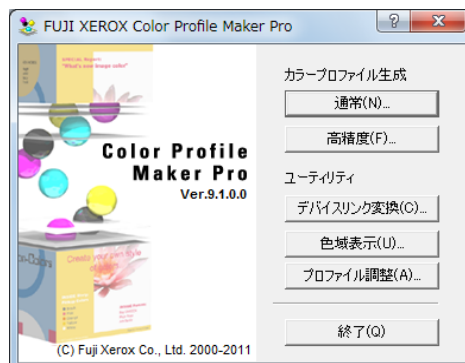 FUJI XEROX Color Profile Maker Pro
SPECIAL Report
"What's new image color"
Color Profile
Maker Pro
Ver.9.1.0.0
Create your own style
(C) Fuji Xerox Co., Ltd. 2000-2011
カラープロファイル生成
通常(N)...
高精度(F)...
ユーティリティ
デバイスリンク変換(C)...
色域表示(U)...
プロファイル調整(A)...
終了(Q)